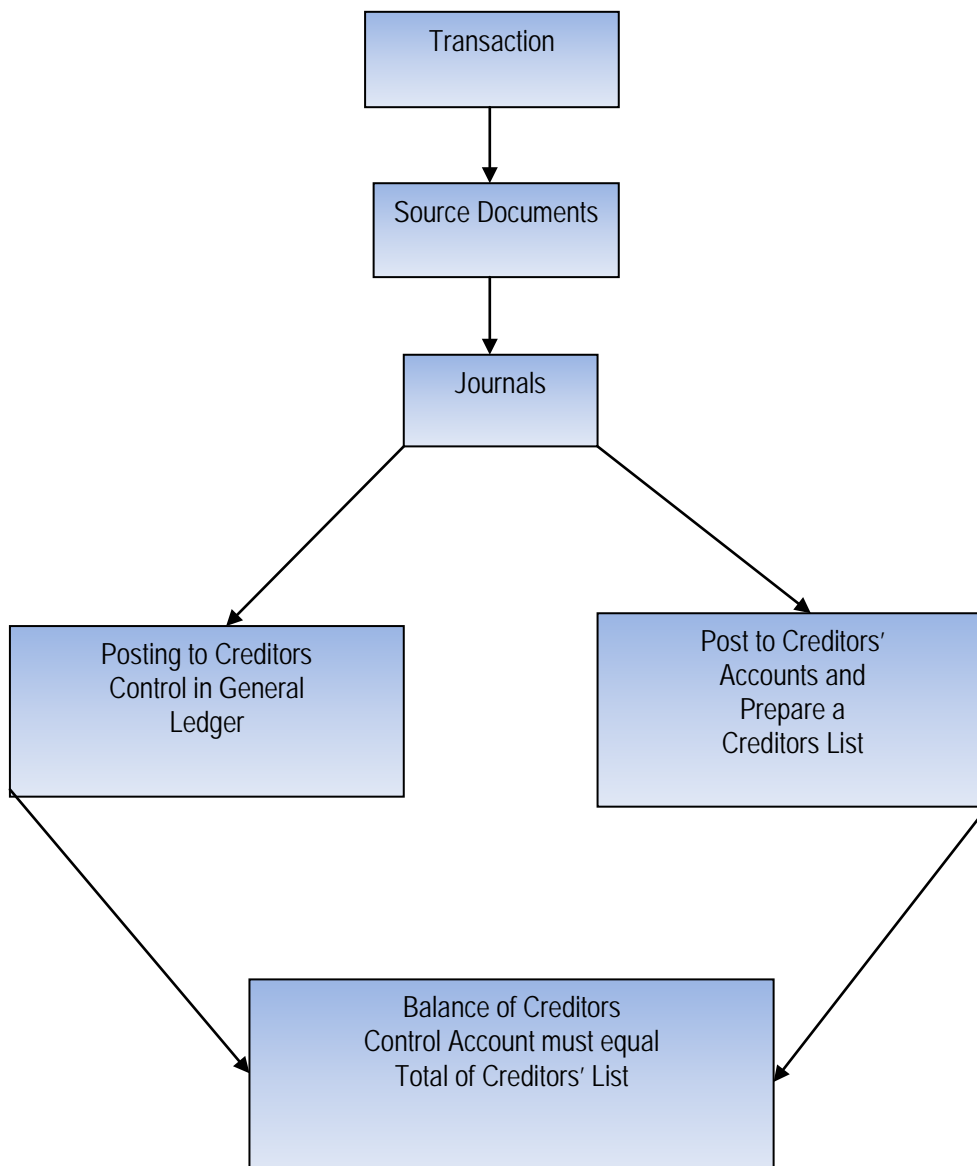 Transaction
Source Documents
Journals
Posting to Creditors
Control in General
Ledger
Post to Creditors’
Accounts and
Prepare a
Creditors List
Balance of Creditors
Control Account must equal
Total of Creditors’ List